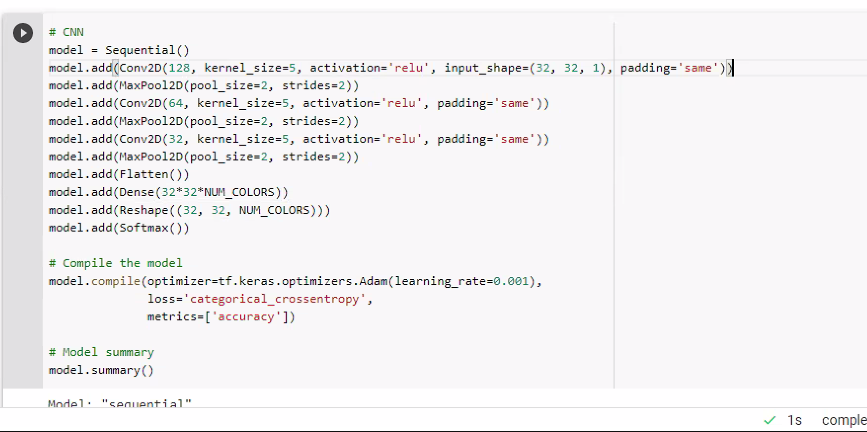 # CNN
model = Sequential()
model.add(Conv2D(128, kernel_size=5, activation='relu', input_shape=(32, 32, 1), padding='same'))
model.add(MaxPool2D(pool_size=2, strides=2))
model.add(Conv2D(64, kernel_size=5, activation='relu', padding='same'))
model.add(MaxPool2D(pool_size=2, strides=2))
model.add(Conv2D(32, kernel_size=5, activation='relu', padding='same'))
model.add(MaxPool2D(pool_size=2, strides=2))
model.add(Flatten())
model.add(Dense(32*32*NUM_COLORS))
model.add(Reshape((32, 32, NUM_COLORS)))
model.add(Softmax())
# Compile the model
model.compile(optimizer=tf.keras.optimizers.Adam(learning_rate=0.001),
loss='categorical_crossentropy',
metrics=['accuracy'])
# Model summary
model.summary()
Model: "sequential"
1s comple